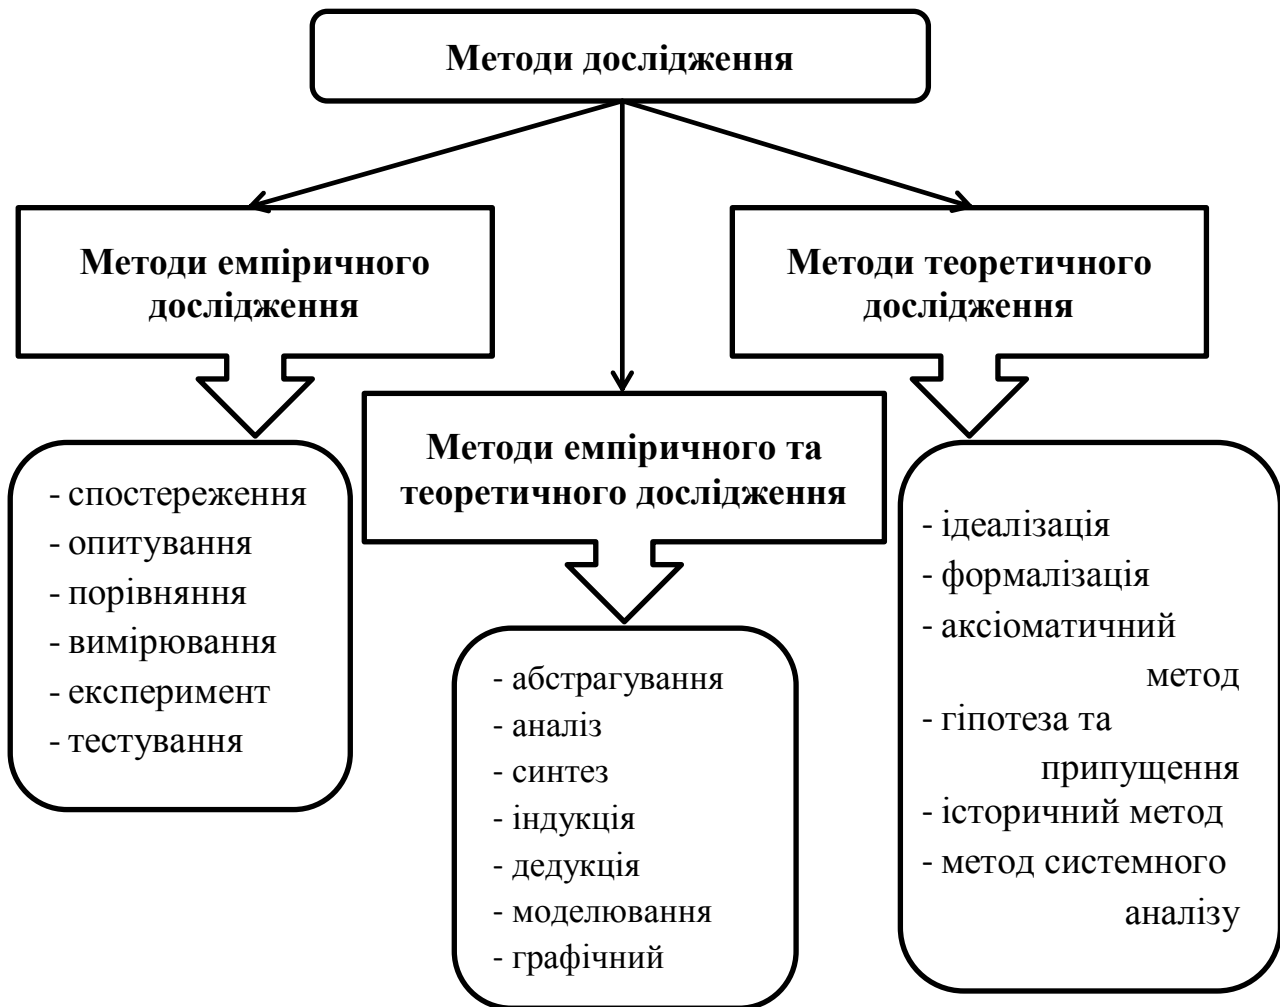 Методи дослідження
Методи емпіричного
дослідження
- спостереження
- опитування
- порівняння
- вимірювання
- експеримент
- тестування
Методи емпіричного та
теоретичного дослідження
- абстрагування
- аналіз
- синтез
- індукція
- дедукція
- моделювання
- графічний
Методи теоретичного
дослідження
- ідеалізація
- формалізація
- аксіоматичний
метод
- гіпотеза та
припущення
- історичний метод
- метод системного
аналізу